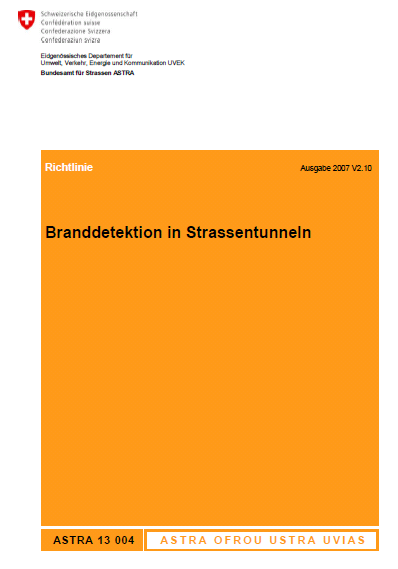 Schweizerische Eidgenossenschaft
Confédération suisse
Confederazione Svizzera
Confederaziun svizra
Eidgenössisches Departement für
Umwelt, Verkehr, Energie und Kommunikation UVEK
Bundesamt für Strassen ASTRA
Richtlinie Ausgabe 2007 V2.10
Branddetektion in Strassentunneln
ASTRA 13 004 ASTRA OFROU USTRA UVIAS